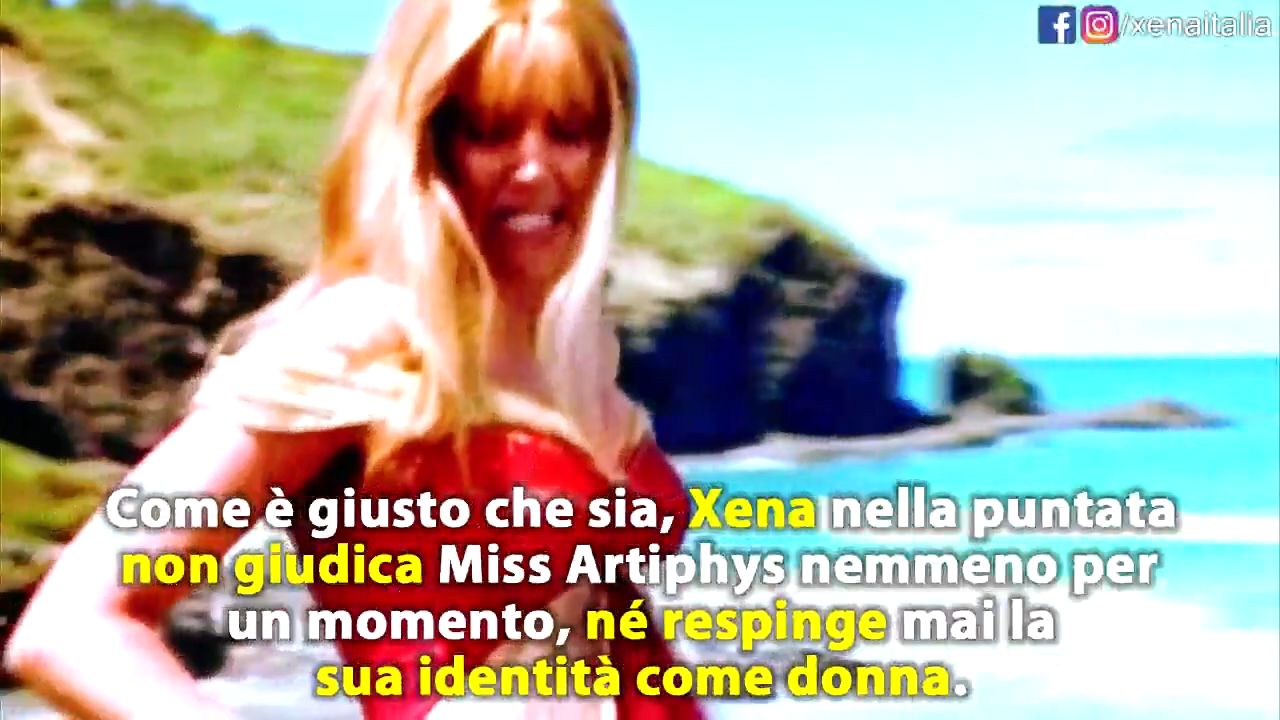 /xenaitalia
Come è giusto che sia, Xena nella puntata
non giudica Miss Artiphys nemmeno per
un momento, né respinge mai la
sua identità come donna.